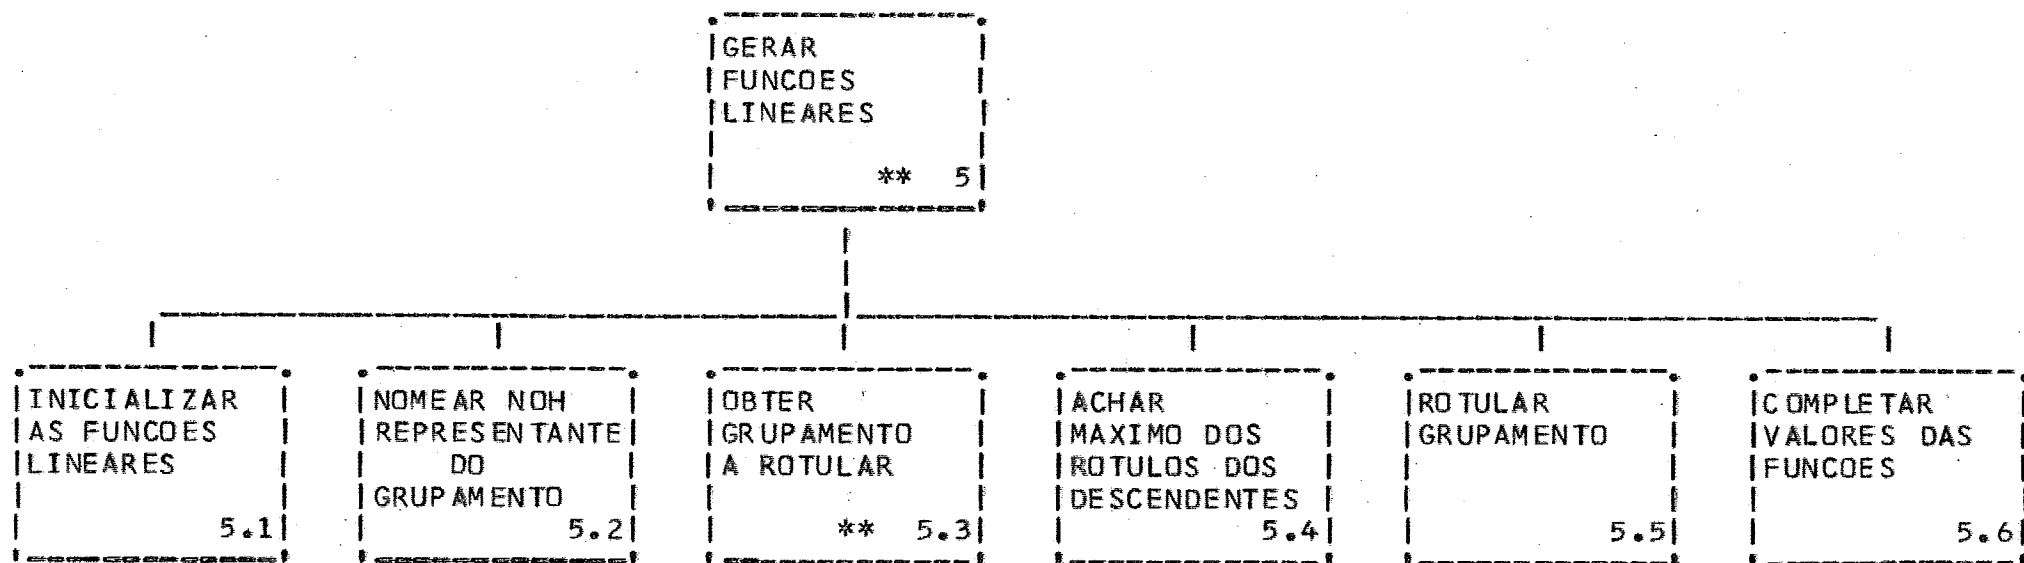 GERAR
FUNCOES
LINEARES
** 5
INICIALIZAR
AS FUNCOES
LINEARES
5.1
NOMEAR NOH
REPRESENTANTE
DO
GRUPAMENTO
5.2
OBTER
GRUPAMENTO
A ROTULAR
** 5.3
ACHAR
MAXIMO DOS
ROTULOS DOS
DESCENDENTES
5.4
ROTULAR
GRUPAMENTO
5.5
COMPLETAR
VALORES DAS
FUNCOES
5.6